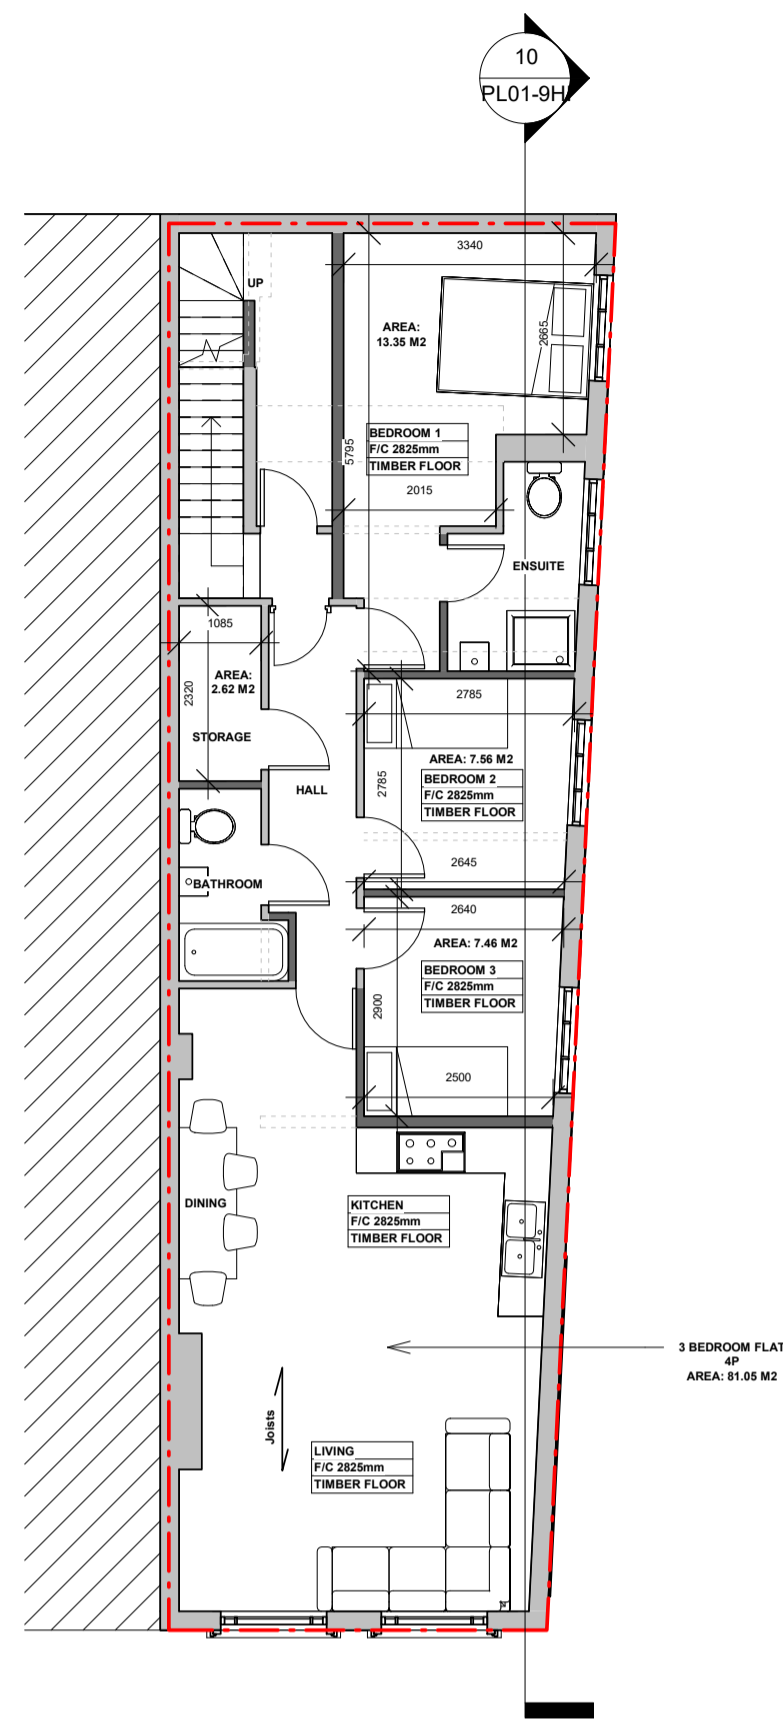 10
PL01-9H
3340
UP
AREA:
13.35 M2
2665
BEDROOM 1
F/C 2825mm
TIMBER FLOOR
5795
2015
ENSUITE
1085
AREA:
2.62 M2
2320
STORAGE
2785
AREA: 7.56 M2
BEDROOM 2
F/C 2825mm
TIMBER FLOOR
2785
HALL
2645
BATHROOM
2640
AREA: 7.46 M2
BEDROOM 3
F/C 2825mm
TIMBER FLOOR
2900
2500
DINING
KITCHEN
F/C 2825mm
TIMBER FLOOR
3 BEDROOM FLAT
4P
AREA: 81.05 M2
Joists
LIVING
F/C 2825mm
TIMBER FLOOR